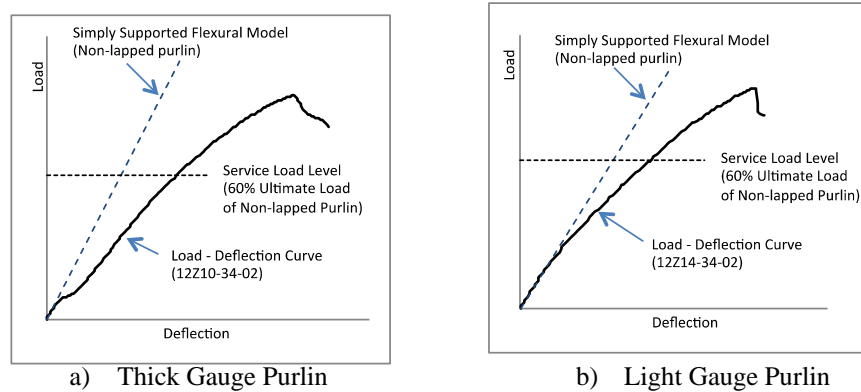 Simply Supported Flexural Model
(Non-lapped purlin)
Load
Service Load Level
(60% Ultimate Load
of Non-lapped Purlin)
Load - Deflection Curve
(12Z10-34-02)
Deflection
a) Thick Gauge Purlin
Simply Supported Flexural Model
(Non-lapped purlin)
Load
Service Load Level
(60% Ultimate Load
of Non-lapped Purlin)
Load - Deflection Curve
(12Z14-34-02)
Deflection
b) Light Gauge Purlin